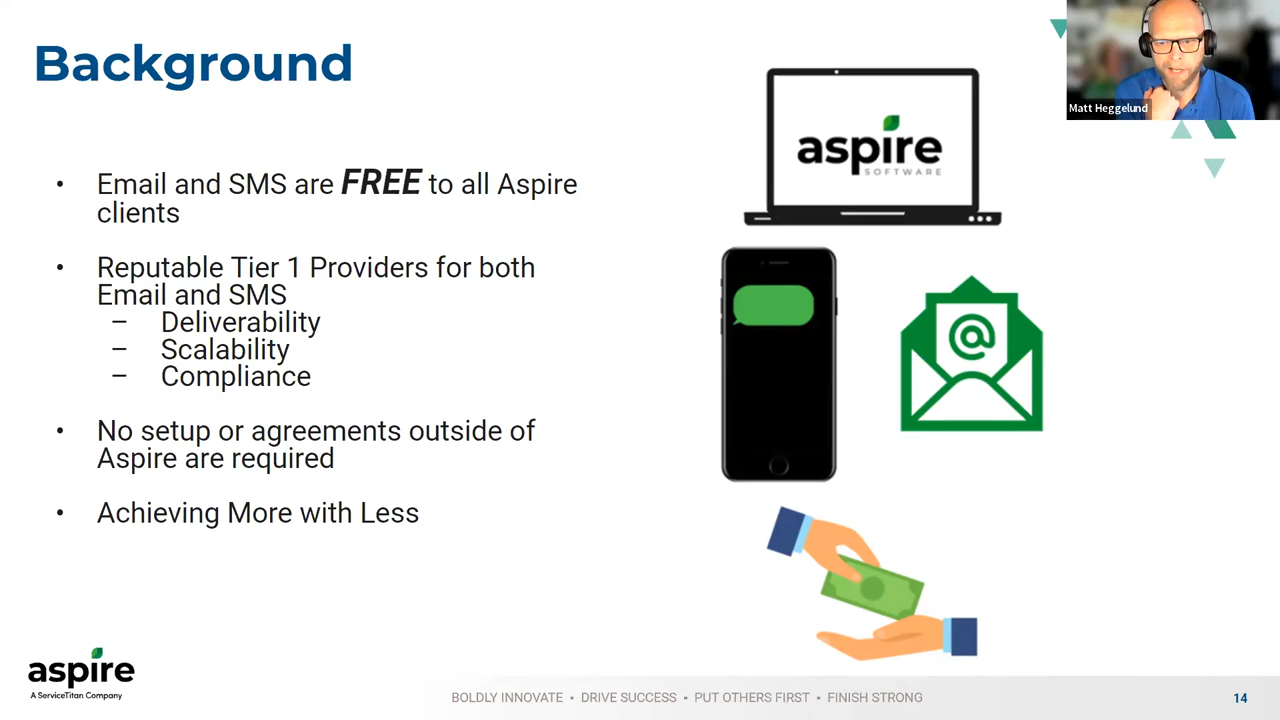 Background
Matt Heggelund
aspire
SOFTWARE
• Email and SMS are FREE to all Aspire
clients
• Reputable Tier 1 Providers for both
Email and SMS
– Deliverability
– Scalability
– Compliance
• No setup or agreements outside of
Aspire are required
• Achieving More with Less
@
aspire
A ServiceTitan Company
BOLDLY INNOVATE • DRIVE SUCCESS • PUT OTHERS FIRST • FINISH STRONG
14